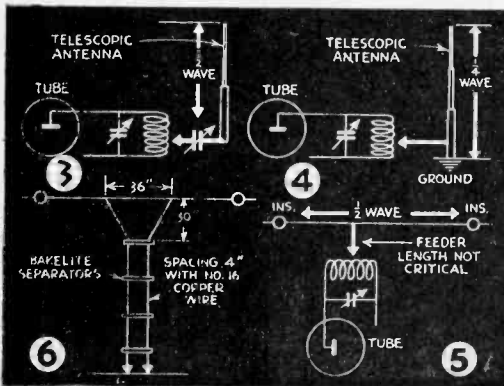 TELESCOPIC
ANTENNA
1/2
WAVE
TUBE
3
TELESCOPIC
ANTENNA
1/4
WAVE
TUBE
4
GROUND
36"
30
BAKELITE
SEPARATORS
SPACING 4"
WITH NO. 16
COPPER
WIRE
6
INS.
1/2 WAVE
INS.
FEEDER
LENGTH NOT
CRITICAL
TUBE
5